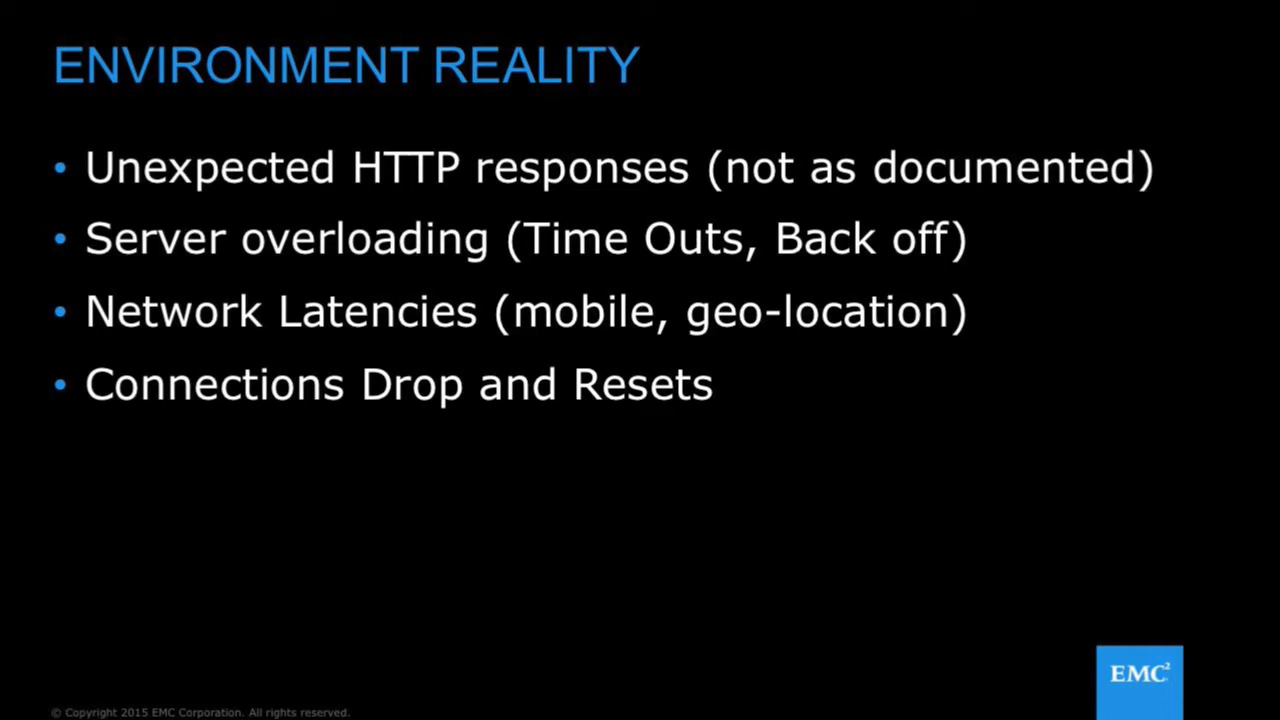 ENVIRONMENT REALITY
• Unexpected HTTP responses (not as documented)
• Server overloading (Time Outs, Back off)
• Network Latencies (mobile, geo-location)
• Connections Drop and Resets
EMC²
© Copyright 2015 EMC Corporation. All rights reserved.